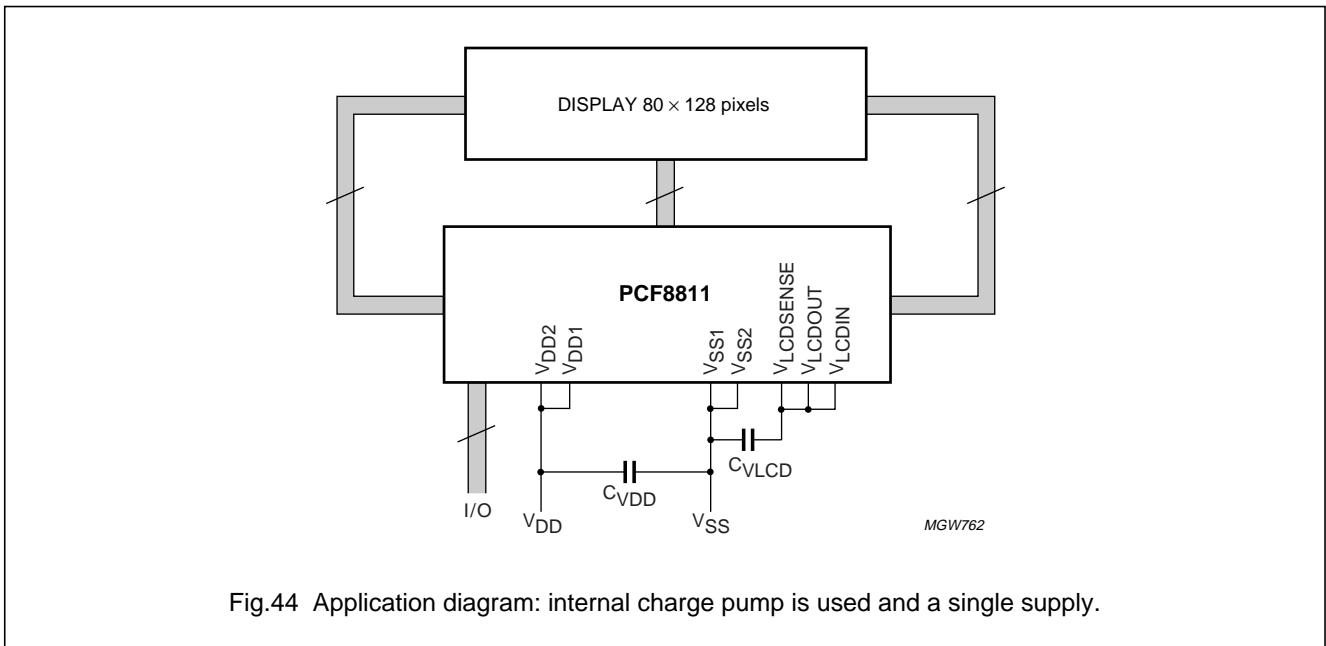 DISPLAY 80 × 128 pixels
PCF8811
VDD2
VDD1
VSS1
VSS2
VLCDSENSE
VLCDOUT
VLCDIN
CVLCD
CVDD
I/O
VDD
VSS
MGW762
Fig.44 Application diagram: internal charge pump is used and a single supply.